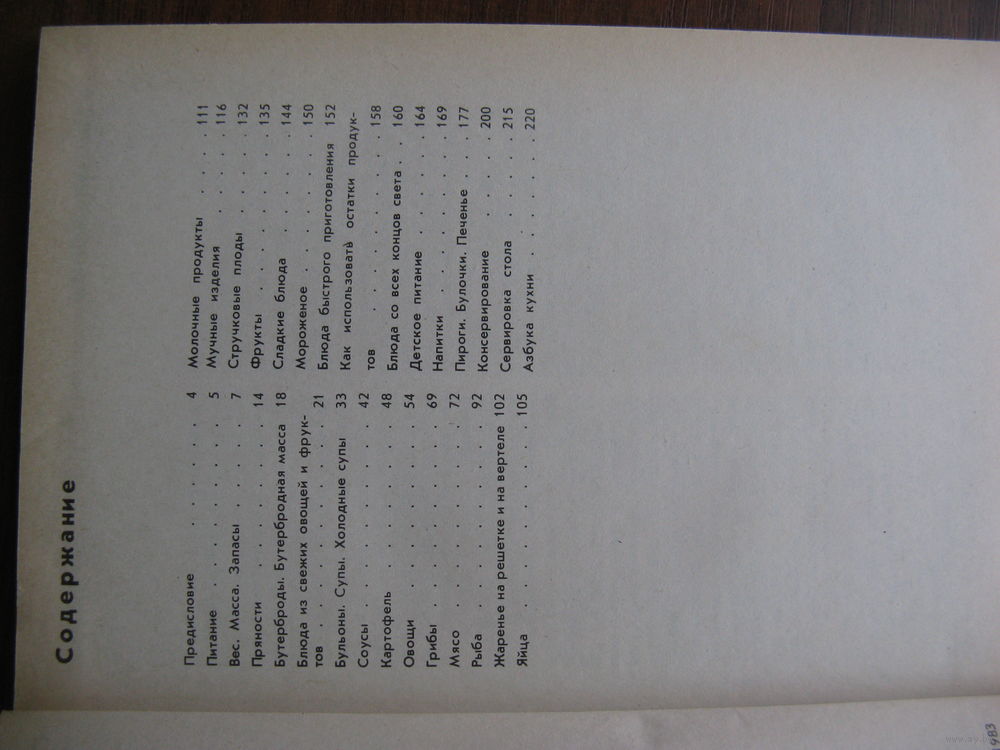 Содержание
Предисловие . . . . . 4
Питание . . . . . . . 5
Вес. Масса. Запасы . . . . 7
Пряности . . . . . . 14
Бутерброды. Бутербродная масса 18
Блюда из свежих овощей и фрук-
тов . . . . . . . . . 21
Бульоны. Супы. Холодные супы 33
Соусы . . . . . . . 42
Картофель . . . . . . 48
Овощи . . . . . . . 54
Грибы . . . . . . . 69
Мясо . . . . . . . 72
Рыба . . . . . . . 92
Жаренье на решетке и на вертеле 102
Яйца . . . . . . . 105
Молочные продукты . . . 111
Мучные изделия . . . . 116
Стручковые плоды . . . 132
Фрукты . . . . . . 135
Сладкие блюда . . . . 144
Мороженое . . . . . 150
Блюда быстрого приготовления 152
Как использовать остатки продук-
тов . . . . . . . . 158
Блюда со всех концов света . . 160
Детское питание . . . . 164
Напитки . . . . . . 169
Пироги. Булочки. Печенье . . . 177
Консервирование . . . . 200
Сервировка стола . . . . 215
Азбука кухни . . . . . 220